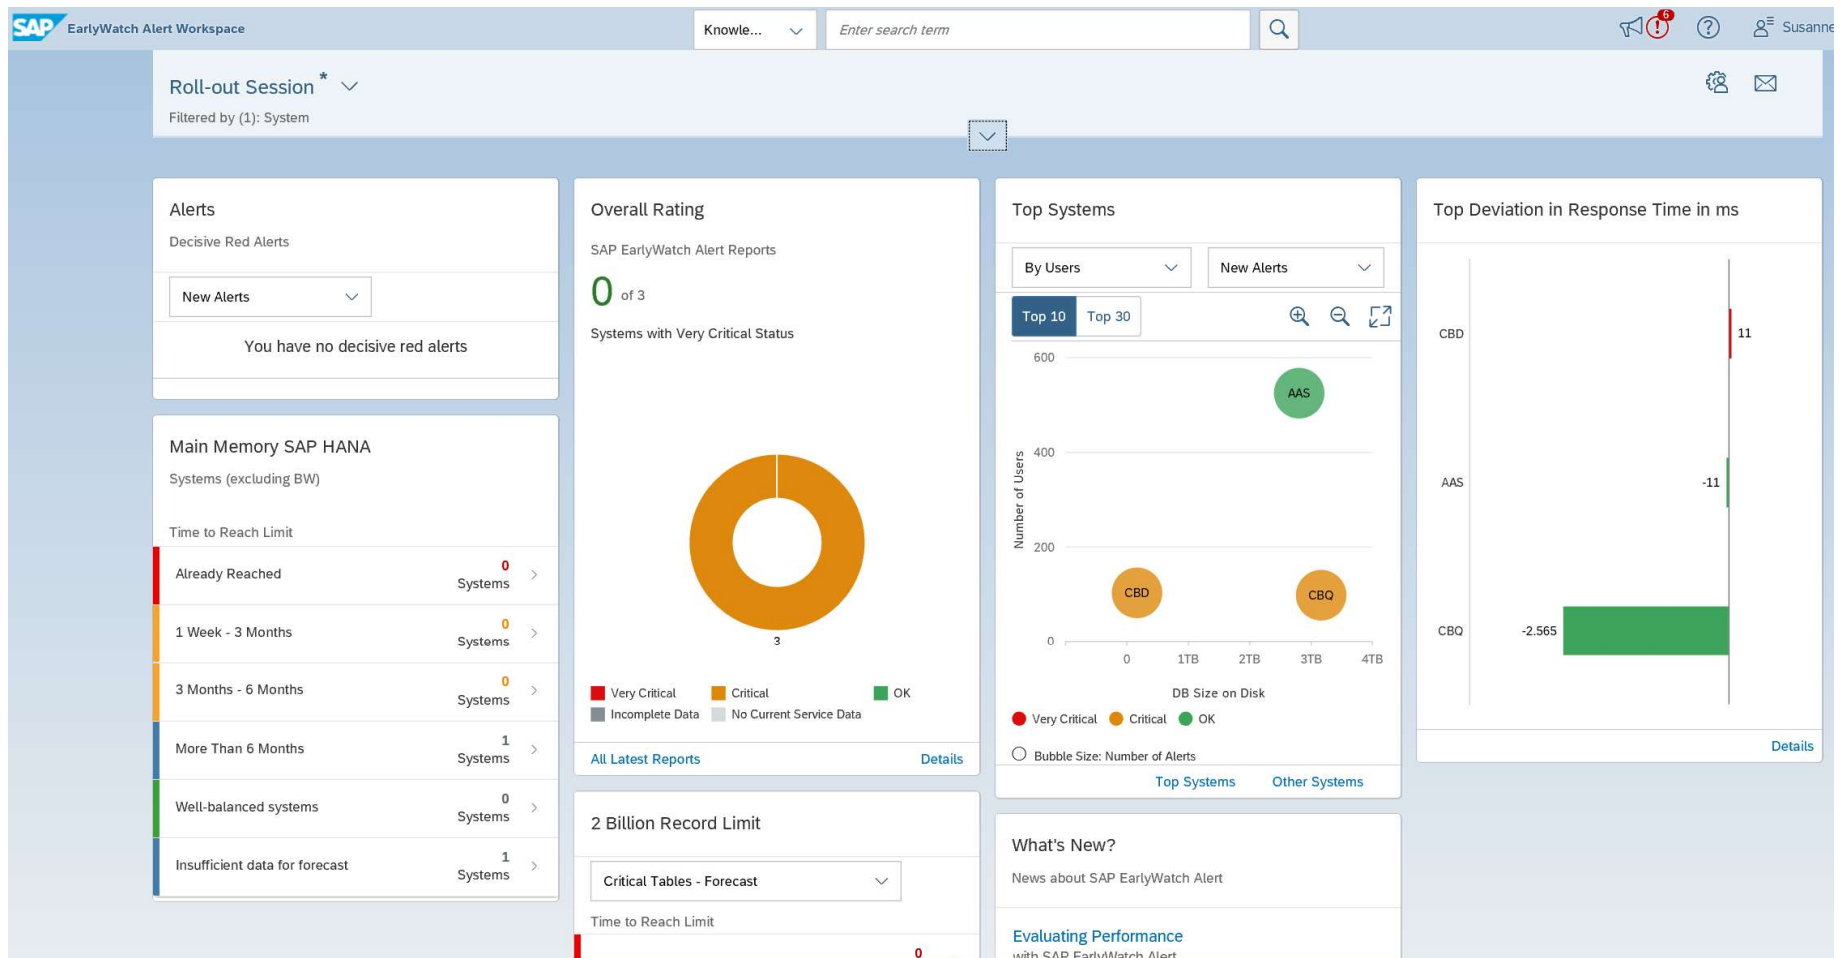 SAP EarlyWatch Alert Workspace
Knowle...
Enter search term
6
Susanne
Roll-out Session *
Filtered by (1): System
Alerts
Decisive Red Alerts
New Alerts
You have no decisive red alerts
Main Memory SAP HANA
Systems (excluding BW)
Time to Reach Limit
Already Reached
0
Systems
1 Week - 3 Months
0
Systems
3 Months - 6 Months
0
Systems
More Than 6 Months
1
Systems
Well-balanced systems
0
Systems
Insufficient data for forecast
1
Systems
Overall Rating
SAP EarlyWatch Alert Reports
0 of 3
Systems with Very Critical Status
3
Very Critical
Critical
OK
Incomplete Data
No Current Service Data
All Latest Reports
Details
2 Billion Record Limit
Critical Tables - Forecast
Time to Reach Limit
0
Top Systems
By Users
New Alerts
Top 10
Top 30
Number of Users
600
400
200
0
AAS
CBD
CBQ
0
1TB
2TB
3TB
4TB
DB Size on Disk
Very Critical
Critical
OK
Bubble Size: Number of Alerts
Top Systems
Other Systems
What's New?
News about SAP EarlyWatch Alert
Evaluating Performance
with SAP EarlyWatch Alert
Top Deviation in Response Time in ms
CBD
11
AAS
-11
CBQ
-2.565
Details